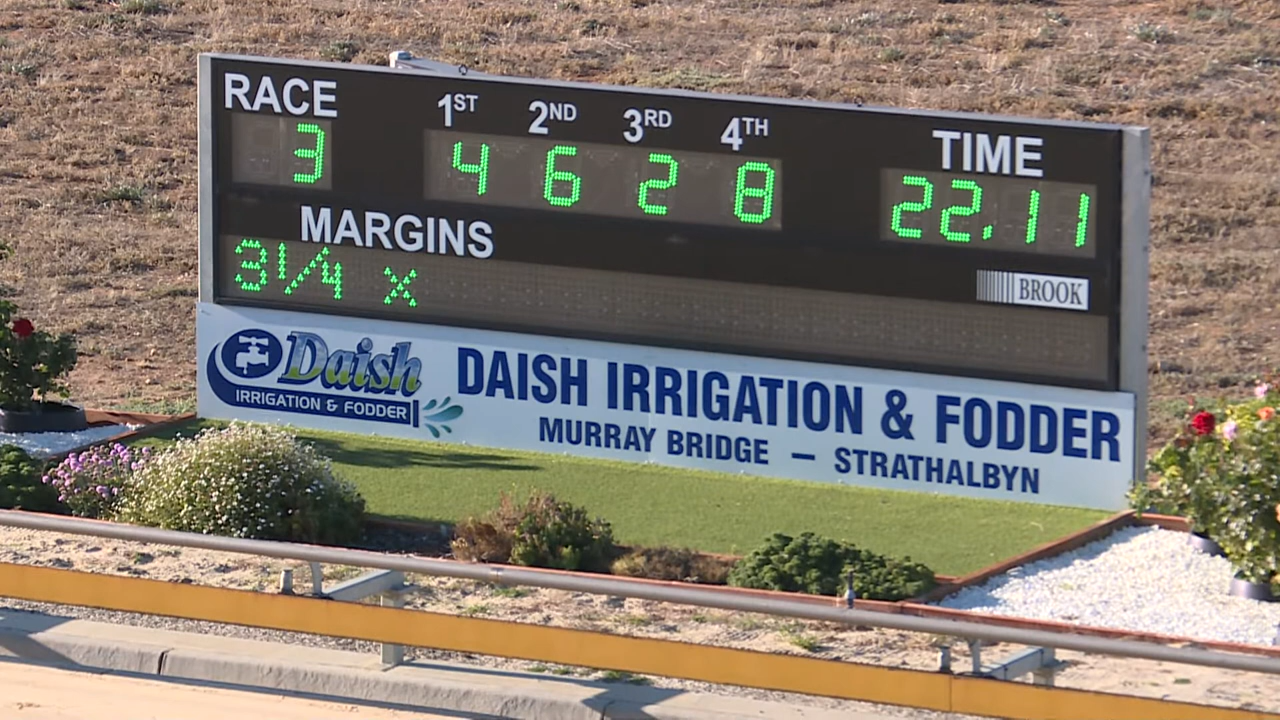 RACE 1ST 2ND 3RD 4TH TIME
3 4 6 2 8 22.11
MARGINS
3 1/4 x
BROOK
Daish
IRRIGATION & FODDER
DAISH IRRIGATION & FODDER
MURRAY BRIDGE – STRATHALBYN